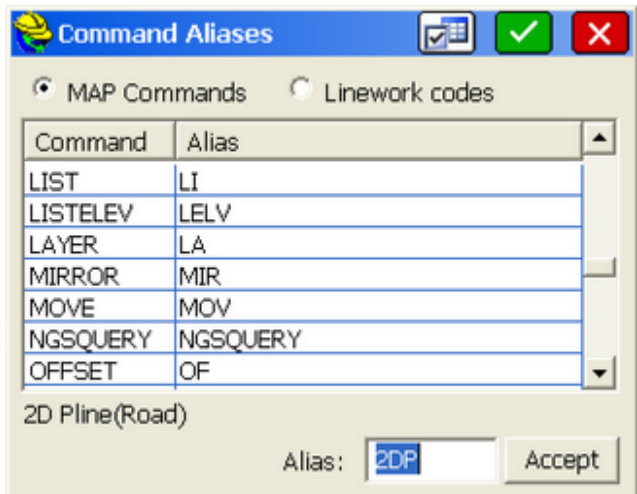 Command Aliases
MAP Commands Linework codes
Command Alias
LIST LI
LISTELEV LELV
LAYER LA
MIRROR MIR
MOVE MOV
NGSQUERY NGSQUERY
OFFSET OF
2D Pline(Road)
Alias: 2DP Accept